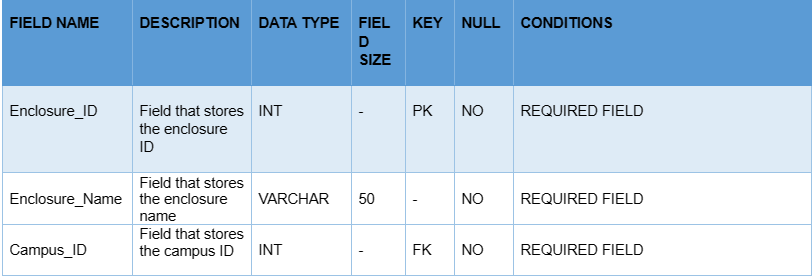 FIELD NAME DESCRIPTION DATA TYPE FIEL D SIZE KEY NULL CONDITIONS
Enclosure_ID Field that stores the enclosure ID INT - PK NO REQUIRED FIELD
Enclosure_Name Field that stores the enclosure name VARCHAR 50 - NO REQUIRED FIELD
Campus_ID Field that stores the campus ID INT - FK NO REQUIRED FIELD